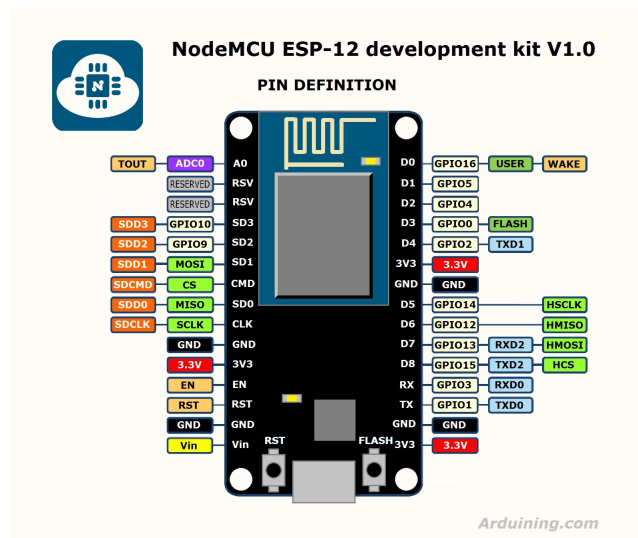 NodeMCU ESP-12 development kit V1.0
PIN DEFINITION
TOUT ADC0 A0 D0 GPIO16 USER WAKE
RESERVED RSV D1 GPIO5
RESERVED RSV D2 GPIO4
SDD3 GPIO10 SD3 D3 GPIO0 FLASH
SDD2 GPIO9 SD2 D4 GPIO2 TXD1
SDD1 MOSI SD1 3V3 3.3V
SDCMD CS CMD GND GND
SDD0 MISO SD0 D5 GPIO14 HSCLK
SDCLK SCLK CLK D6 GPIO12 HMISO
GND GND D7 GPIO13 RXD2 HMOSI
3.3V 3V3 D8 GPIO15 TXD2 HCS
EN EN RX GPIO3 RXD0
RST RST TX GPIO1 TXD0
GND GND GND GND
Vin Vin RST FLASH 3V3 3.3V
Arduining.com